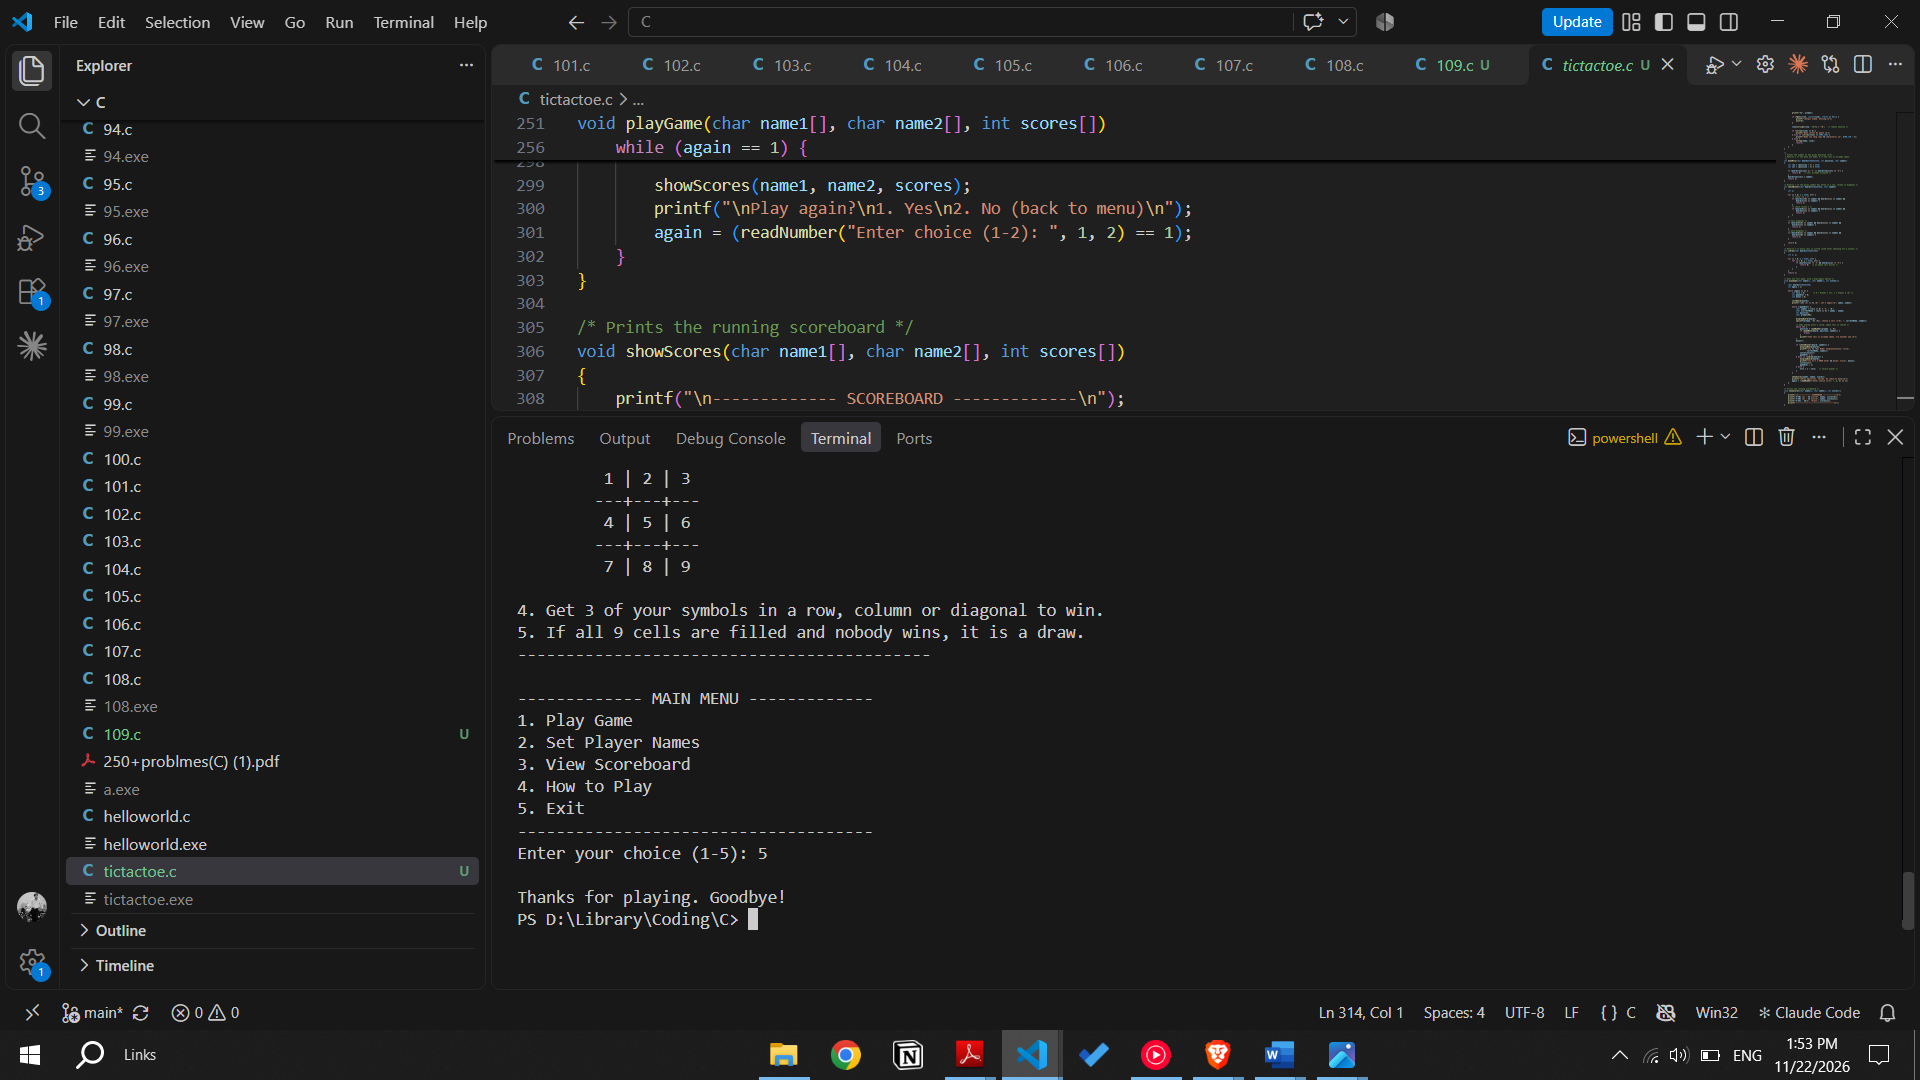 File Edit Selection View Go Run Terminal Help
C
Update
Explorer
C
94.c
94.exe
95.c
95.exe
96.c
96.exe
97.c
97.exe
98.c
98.exe
99.c
99.exe
100.c
101.c
102.c
103.c
104.c
105.c
106.c
107.c
108.c
108.exe
109.c U
250+problmes(C) (1).pdf
a.exe
helloworld.c
helloworld.exe
tictactoe.c U
tictactoe.exe
Outline
Timeline
3
1
1
C 101.c C 102.c C 103.c C 104.c C 105.c C 106.c C 107.c C 108.c C 109.c U C tictactoe.c U
C tictactoe.c > ...
251 void playGame(char name1[], char name2[], int scores[])
256 while (again == 1) {
298
299 showScores(name1, name2, scores);
300 printf("\nPlay again?\n1. Yes\n2. No (back to menu)\n");
301 again = (readNumber("Enter choice (1-2): ", 1, 2) == 1);
302 }
303 }
304
305 /* Prints the running scoreboard */
306 void showScores(char name1[], char name2[], int scores[])
307 {
308 printf("\n------------- SCOREBOARD -------------\n");
Problems Output Debug Console Terminal Ports
powershell
1 | 2 | 3
---+---+---
4 | 5 | 6
---+---+---
7 | 8 | 9
4. Get 3 of your symbols in a row, column or diagonal to win.
5. If all 9 cells are filled and nobody wins, it is a draw.
-------------------------------------------
------------- MAIN MENU -------------
1. Play Game
2. Set Player Names
3. View Scoreboard
4. How to Play
5. Exit
-------------------------------------
Enter your choice (1-5): 5
Thanks for playing. Goodbye!
PS D:\Library\Coding\C>
main* 0 0
Ln 314, Col 1 Spaces: 4 UTF-8 LF { } C Win32 Claude Code
Links
ENG
1:53 PM
11/22/2026